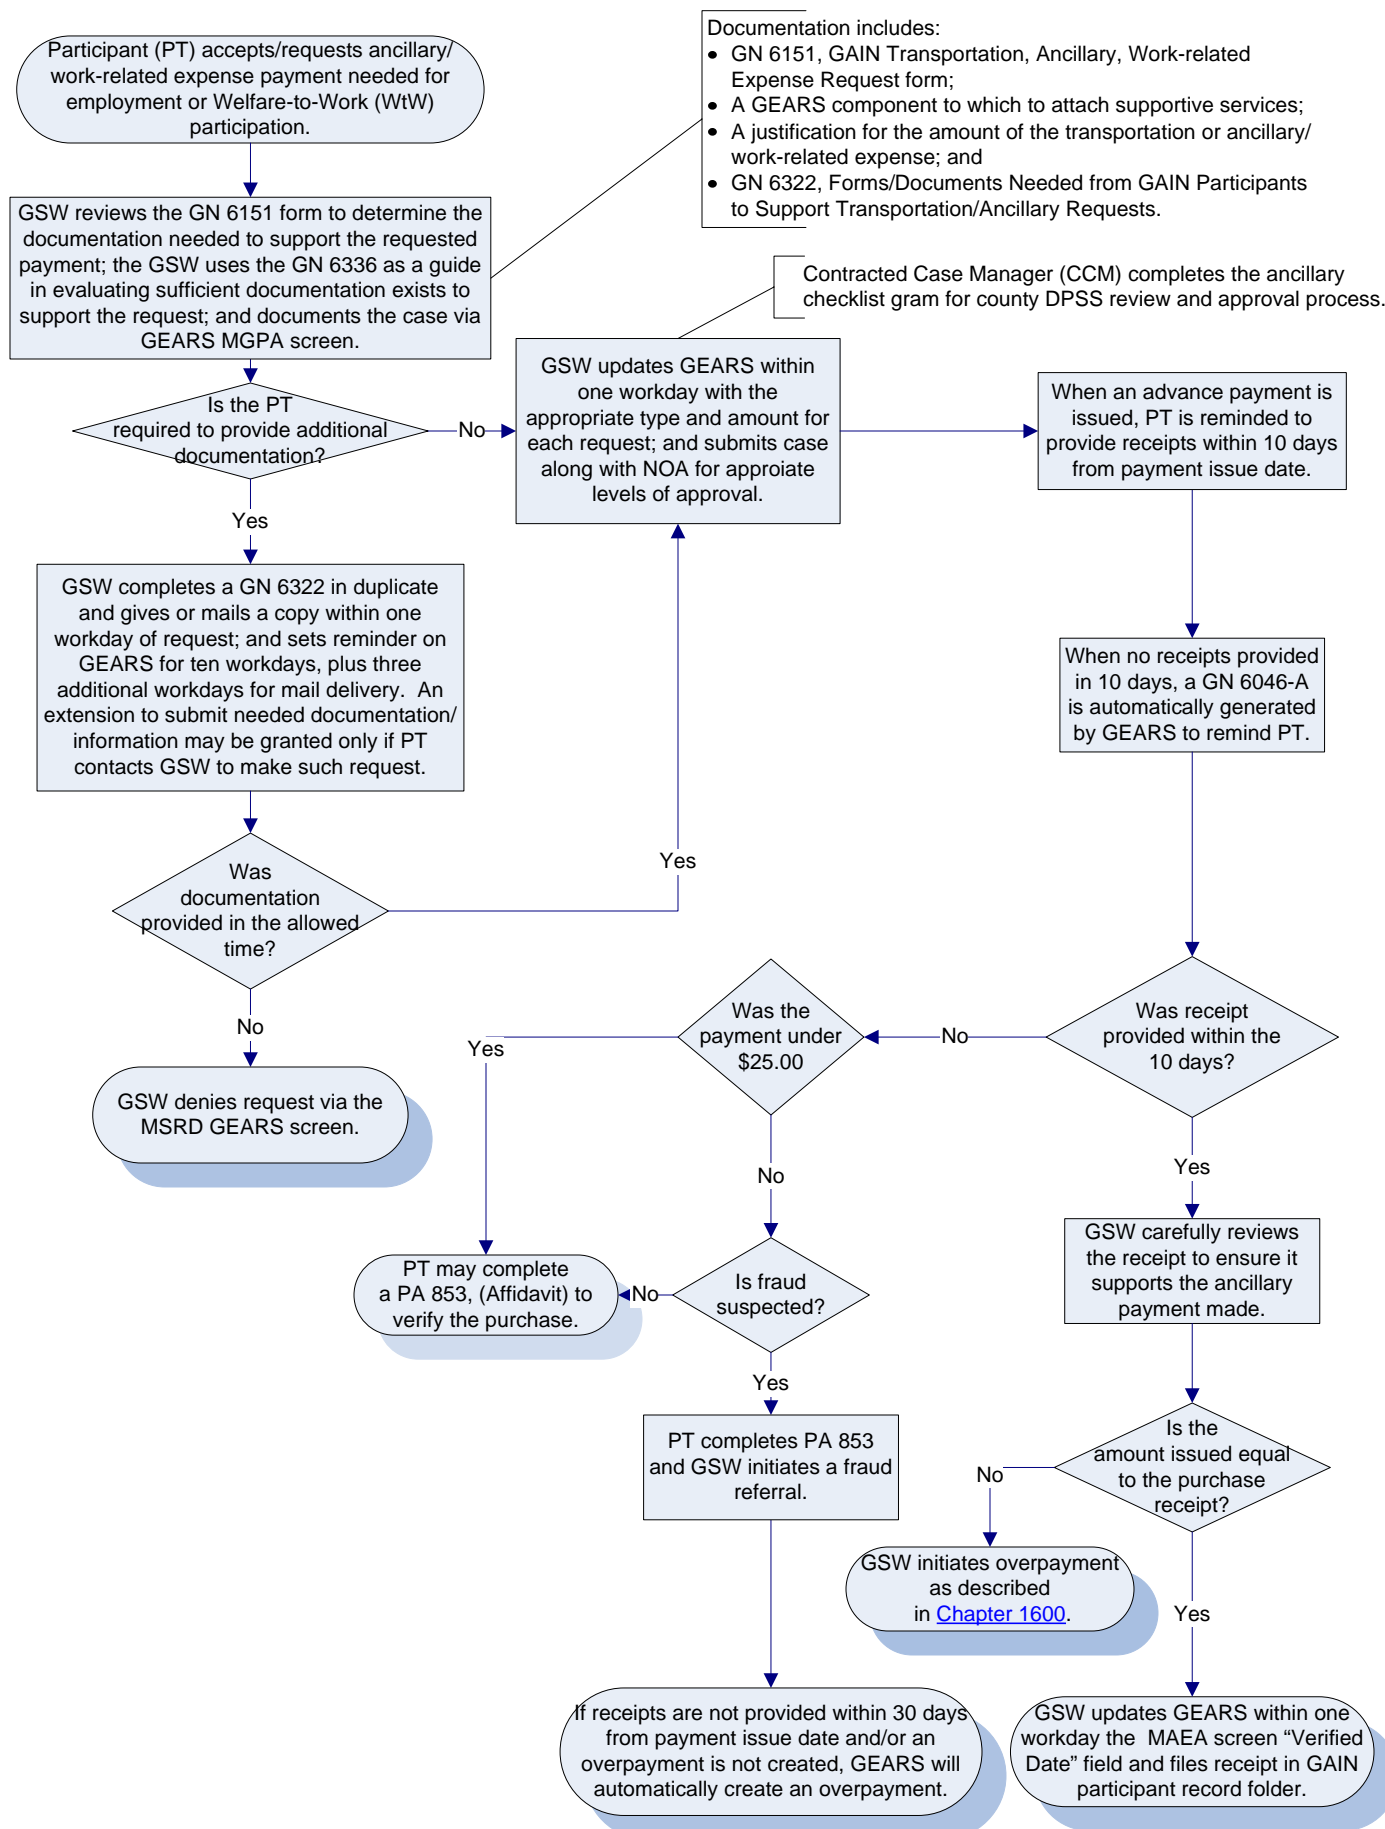 Participant (PT) accepts/requests ancillary/
work-related expense payment needed for
employment or Welfare-to-Work (WtW)
participation.
Documentation includes:
• GN 6151, GAIN Transportation, Ancillary, Work-related
Expense Request form;
• A GEARS component to which to attach supportive services;
• A justification for the amount of the transportation or ancillary/
work-related expense; and
• GN 6322, Forms/Documents Needed from GAIN Participants
to Support Transportation/Ancillary Requests.
GSW reviews the GN 6151 form to determine the
documentation needed to support the requested
payment; the GSW uses the GN 6336 as a guide
in evaluating sufficient documentation exists to
support the request; and documents the case via
GEARS MGPA screen.
Contracted Case Manager (CCM) completes the ancillary
checklist gram for county DPSS review and approval process.
Is the PT
required to provide additional
documentation?
No
GSW updates GEARS within
one workday with the
appropriate type and amount for
each request; and submits case
along with NOA for approiate
levels of approval.
When an advance payment is
issued, PT is reminded to
provide receipts within 10 days
from payment issue date.
Yes
GSW completes a GN 6322 in duplicate
and gives or mails a copy within one
workday of request; and sets reminder on
GEARS for ten workdays, plus three
additional workdays for mail delivery.  An
extension to submit needed documentation/
information may be granted only if PT
contacts GSW to make such request.
When no receipts provided
in 10 days, a GN 6046-A
is automatically generated
by GEARS to remind PT.
Was
documentation
provided in the allowed
time?
Yes
No
GSW denies request via the
MSRD GEARS screen.
Was receipt
provided within the
10 days?
No
Was the
payment under
$25.00
Yes
No
Yes
GSW carefully reviews
the receipt to ensure it
supports the ancillary
payment made.
Is fraud
suspected?
No
PT may complete
a PA 853, (Affidavit) to
verify the purchase.
Yes
PT completes PA 853
and GSW initiates a fraud
referral.
Is the
amount issued equal
to the purchase
receipt?
No
GSW initiates overpayment
as described
in Chapter 1600.
Yes
If receipts are not provided within 30 days
from payment issue date and/or an
overpayment is not created, GEARS will
automatically create an overpayment.
GSW updates GEARS within one
workday the  MAEA screen “Verified
Date” field and files receipt in GAIN
participant record folder.